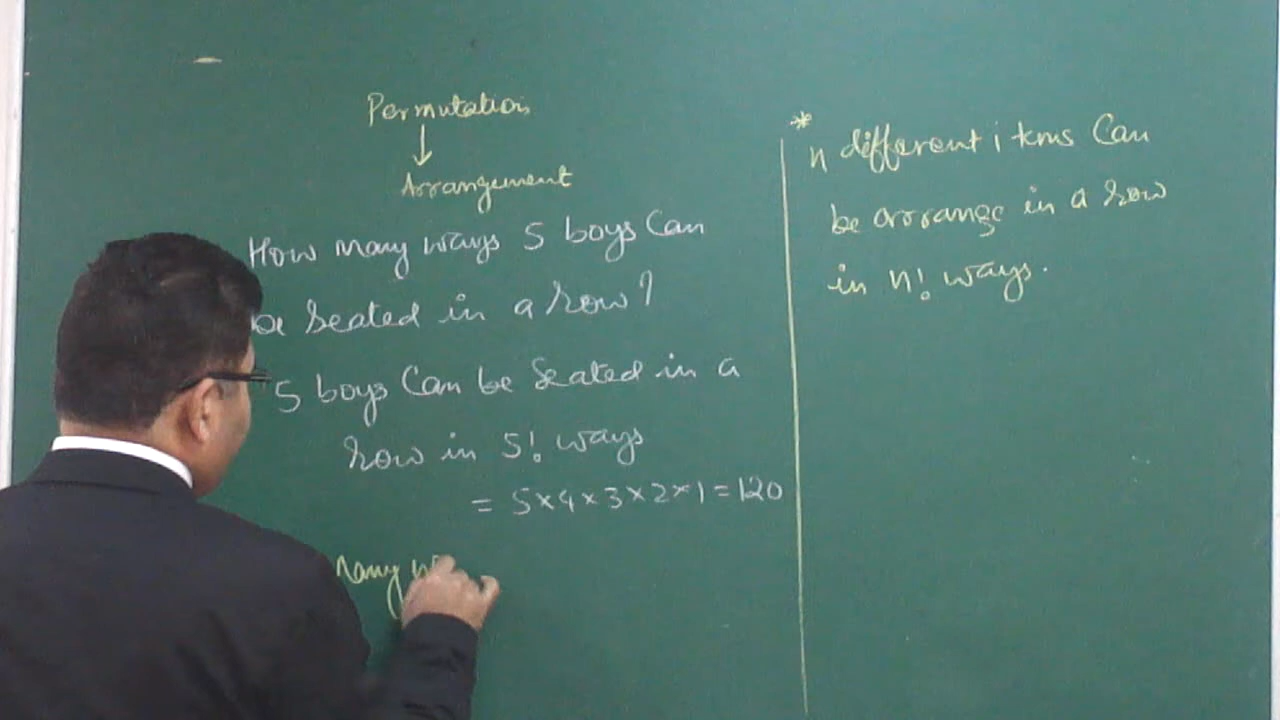 Permutation
↓
Arrangement
How many ways 5 boys Can
be Seated in a row?
5 boys Can be Seated in a
row in 5! ways
= 5×4×3×2×1=120
many
*
n different items Can
be arrange in a row
in n! ways.